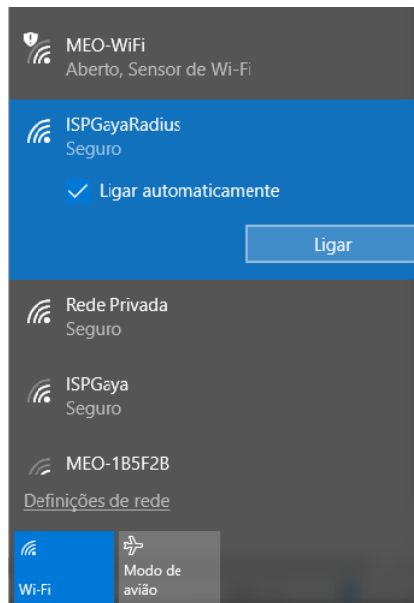 MEO-WiFi
Aberto, Sensor de Wi-Fi
ISPGayaRadius
Seguro
Ligar automaticamente
Ligar
Rede Privada
Seguro
ISPGaya
Seguro
MEO-1B5F2B
Definições de rede
Wi-Fi
Modo de
avião